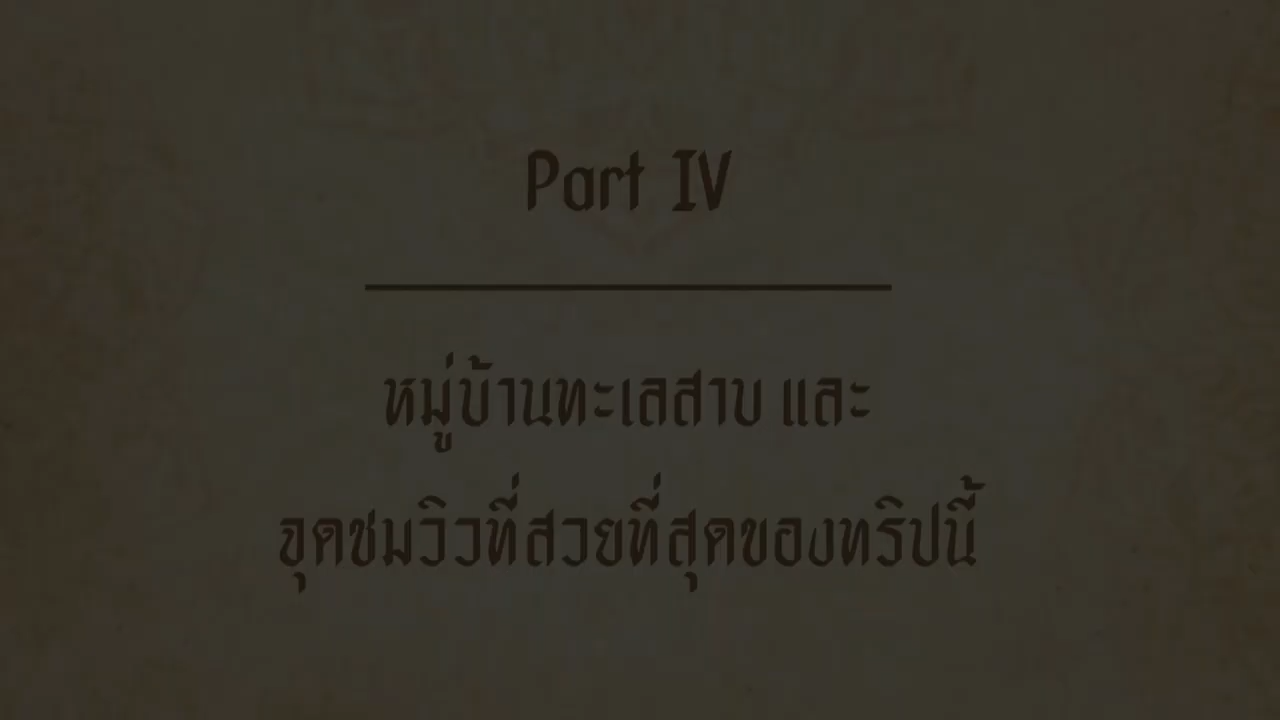 Part IV
หมู่บ้านทะเลสาบ และ
จุดชมวิวที่สวยที่สุดของทริปนี้